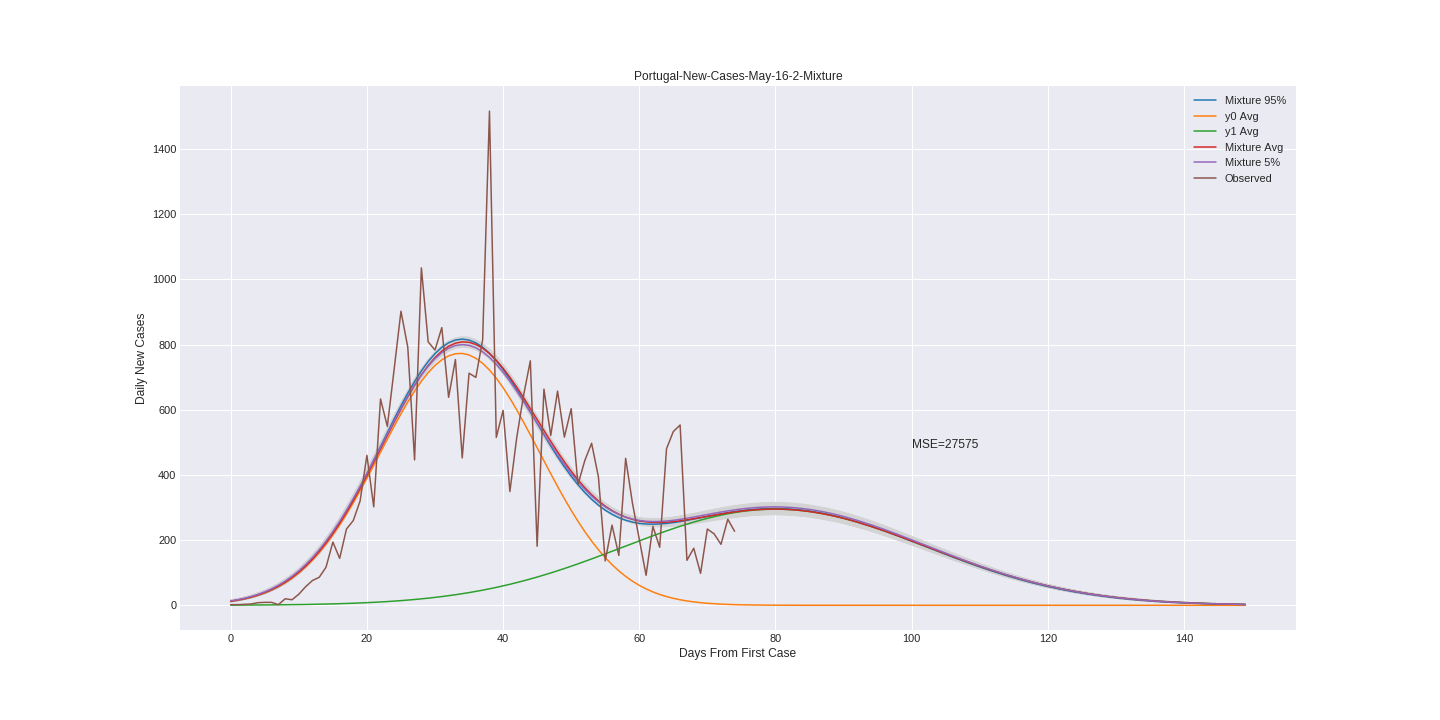 Portugal-New-Cases-May-16-2-Mixture
Mixture 95%
y0 Avg
y1 Avg
Mixture Avg
Mixture 5%
Observed
1400
1200
1000
800
600
400
200
0
Daily New Cases
MSE=27575
0 20 40 60 80 100 120 140
Days From First Case